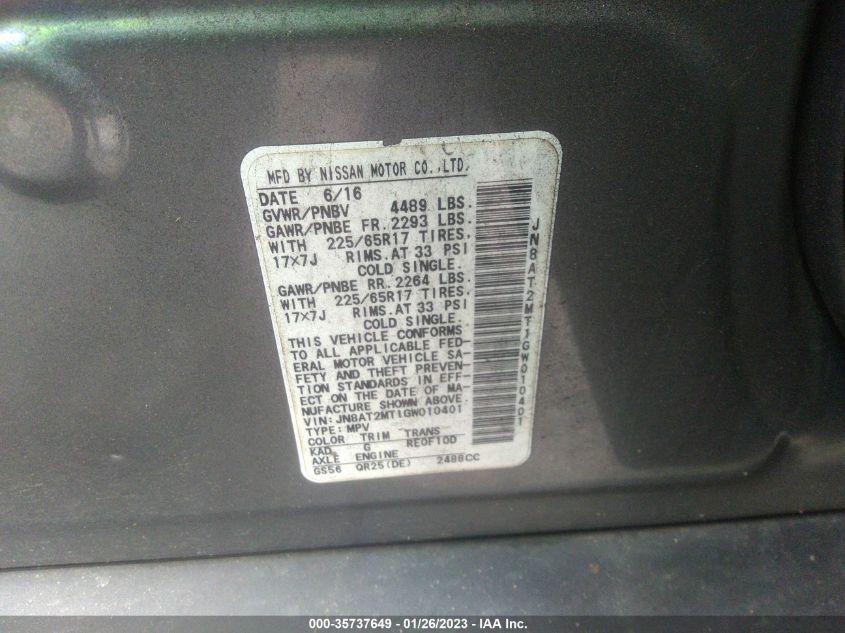 MFD BY NISSAN MOTOR CO.,LTD.
DATE 6/16
GVWR/PNBV 4489 LBS.
GAWR/PNBE FR. 2293 LBS.
WITH 225/65R17 TIRES,
17×7J RIMS.AT 33 PSI
COLD SINGLE.
GAWR/PNBE RR. 2264 LBS.
WITH 225/65R17 TIRES,
17×7J RIMS.AT 33 PSI
COLD SINGLE.
THIS VEHICLE CONFORMS
TO ALL APPLICABLE FED-
ERAL MOTOR VEHICLE SA-
FETY AND THEFT PREVEN-
TION STANDARDS IN EFF-
ECT ON THE DATE OF MA-
NUFACTURE SHOWN ABOVE.
VIN: JN8AT2MT1GW010401
TYPE: MPV
COLOR TRIM TRANS
KAD G RE0F10D
AXLE ENGINE
GS56 QR25(DE) 2488CC
JN8AT2MT1GW010401
000-35737649 · 01/26/2023 · © IAA Inc.